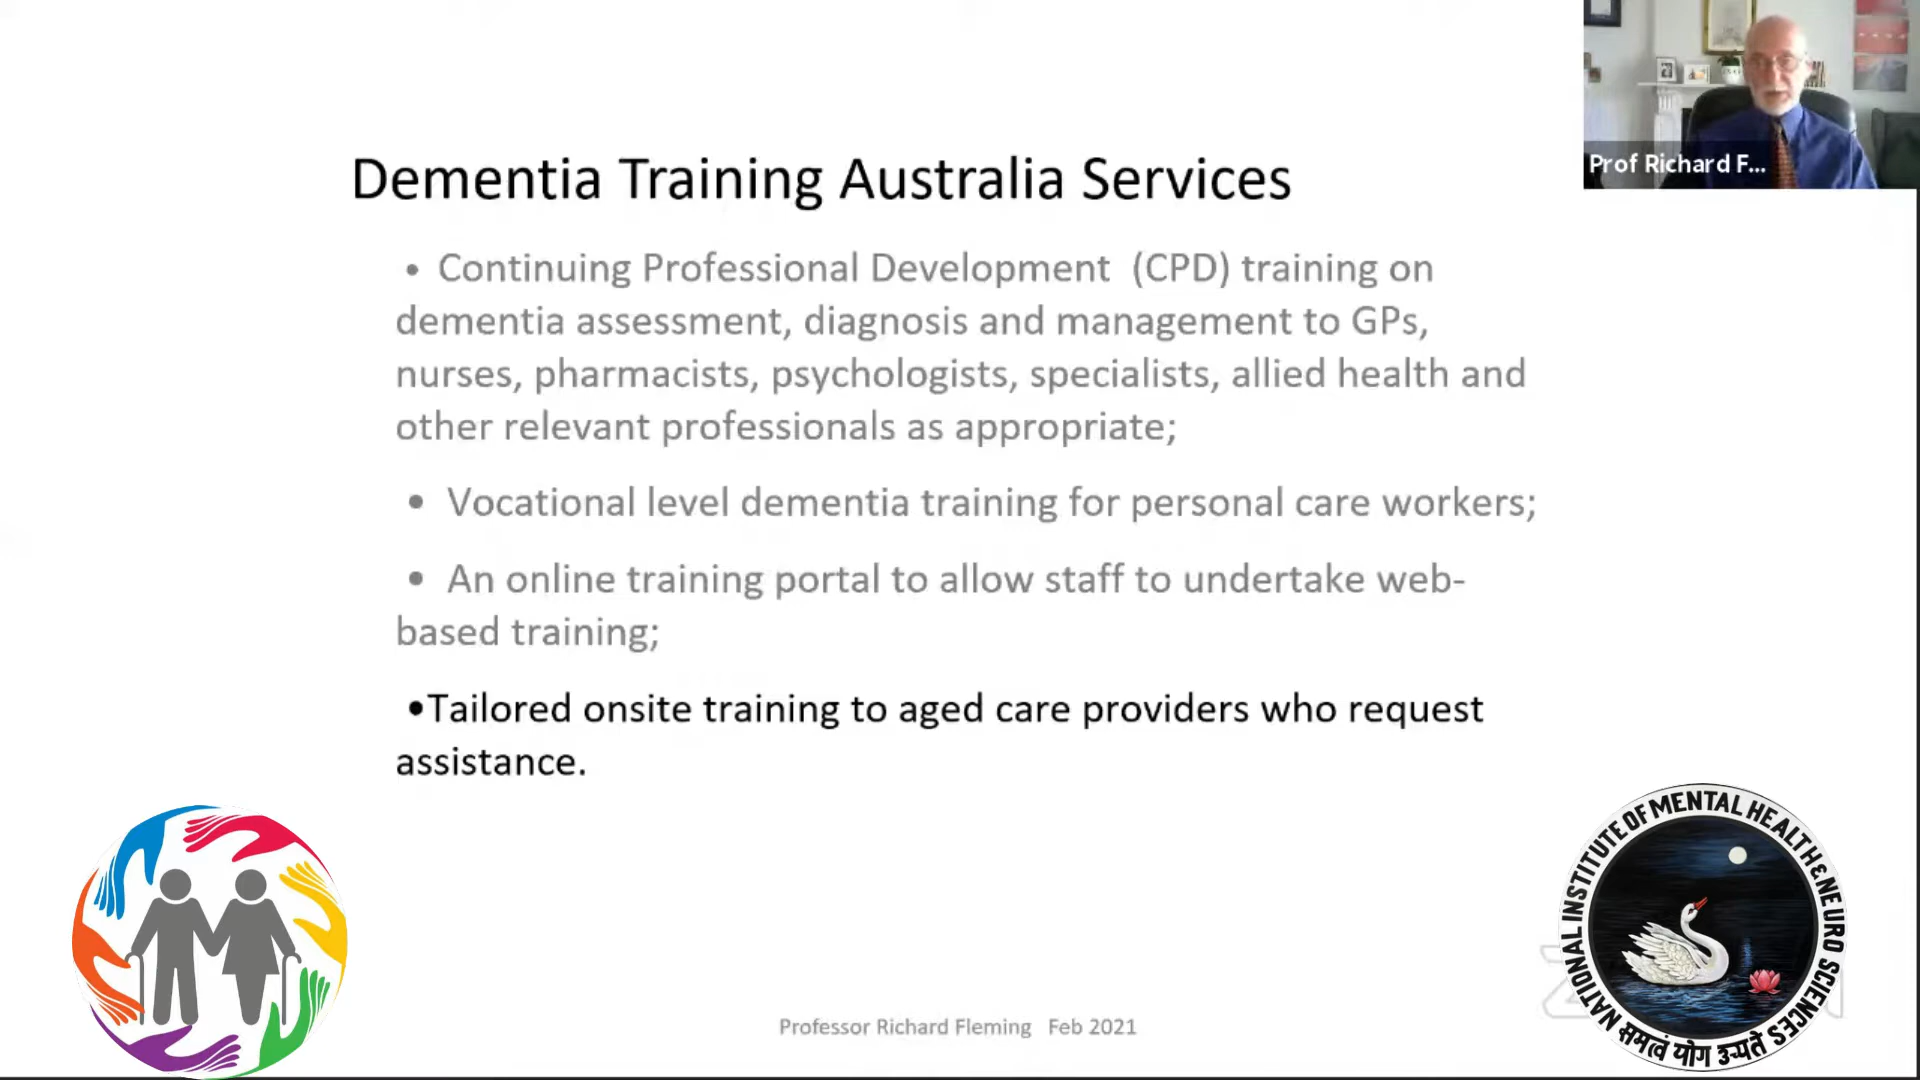 Dementia Training Australia Services
• Continuing Professional Development (CPD) training on
dementia assessment, diagnosis and management to GPs,
nurses, pharmacists, psychologists, specialists, allied health and
other relevant professionals as appropriate;
• Vocational level dementia training for personal care workers;
• An online training portal to allow staff to undertake web-
based training;
•Tailored onsite training to aged care providers who request
assistance.
Prof Richard F...
Professor Richard Fleming Feb 2021
NATIONAL INSTITUTE OF MENTAL HEALTH & NEURO SCIENCES
समत्वं योग उच्यते